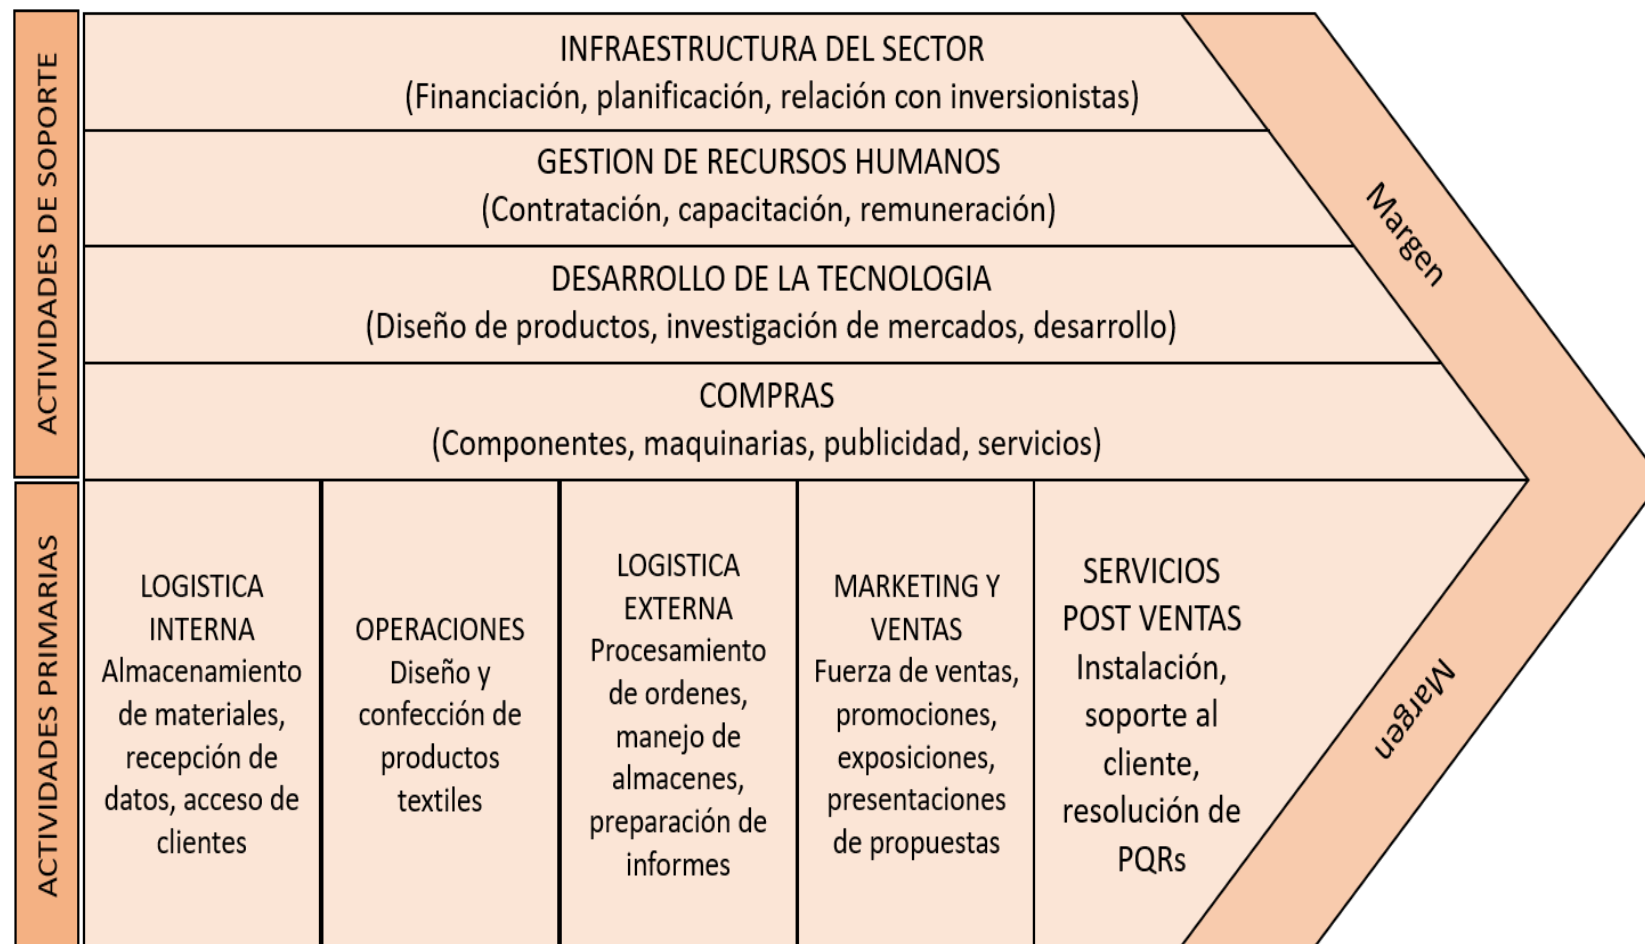 ACTIVIDADES DE SOPORTE
INFRAESTRUCTURA DEL SECTOR
(Financiación, planificación, relación con inversionistas)
GESTION DE RECURSOS HUMANOS
(Contratación, capacitación, remuneración)
DESARROLLO DE LA TECNOLOGIA
(Diseño de productos, investigación de mercados, desarrollo)
COMPRAS
(Componentes, maquinarias, publicidad, servicios)
Margen
ACTIVIDADES PRIMARIAS
LOGISTICA
INTERNA
Almacenamiento
de materiales,
recepción de
datos, acceso de
clientes
OPERACIONES
Diseño y
confección de
productos
textiles
LOGISTICA
EXTERNA
Procesamiento
de ordenes,
manejo de
almacenes,
preparación de
informes
MARKETING Y
VENTAS
Fuerza de ventas,
promociones,
exposiciones,
presentaciones
de propuestas
SERVICIOS
POST VENTAS
Instalación,
soporte al
cliente,
resolución de
PQRs
Margen